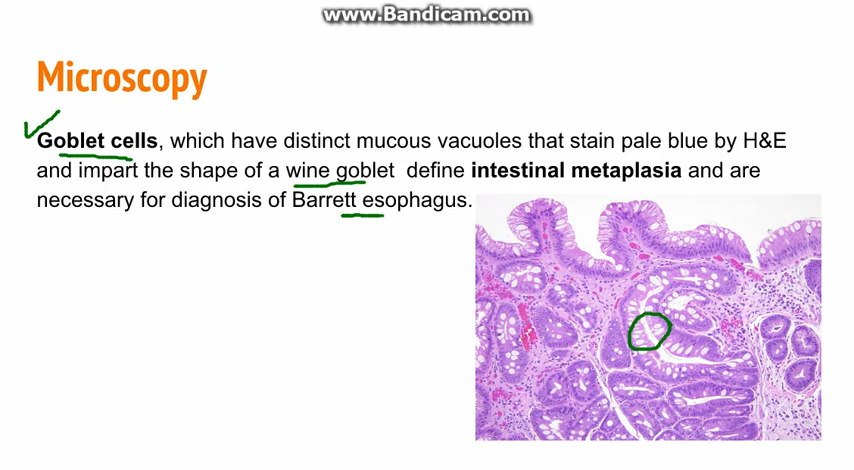 www.Bandicam.com
Microscopy
Goblet cells, which have distinct mucous vacuoles that stain pale blue by H&E
and impart the shape of a wine goblet define intestinal metaplasia and are
necessary for diagnosis of Barrett esophagus.